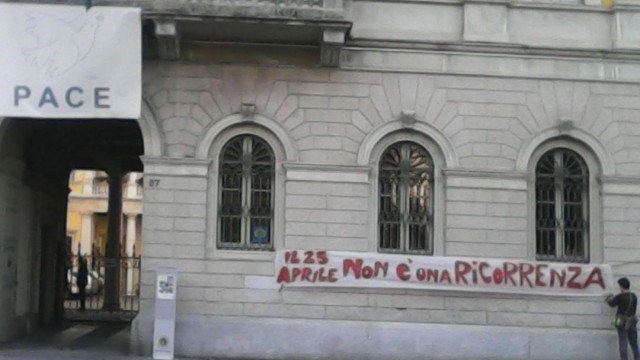 PACE
27
IL 25
APRILE NON È UNA RICORRENZA